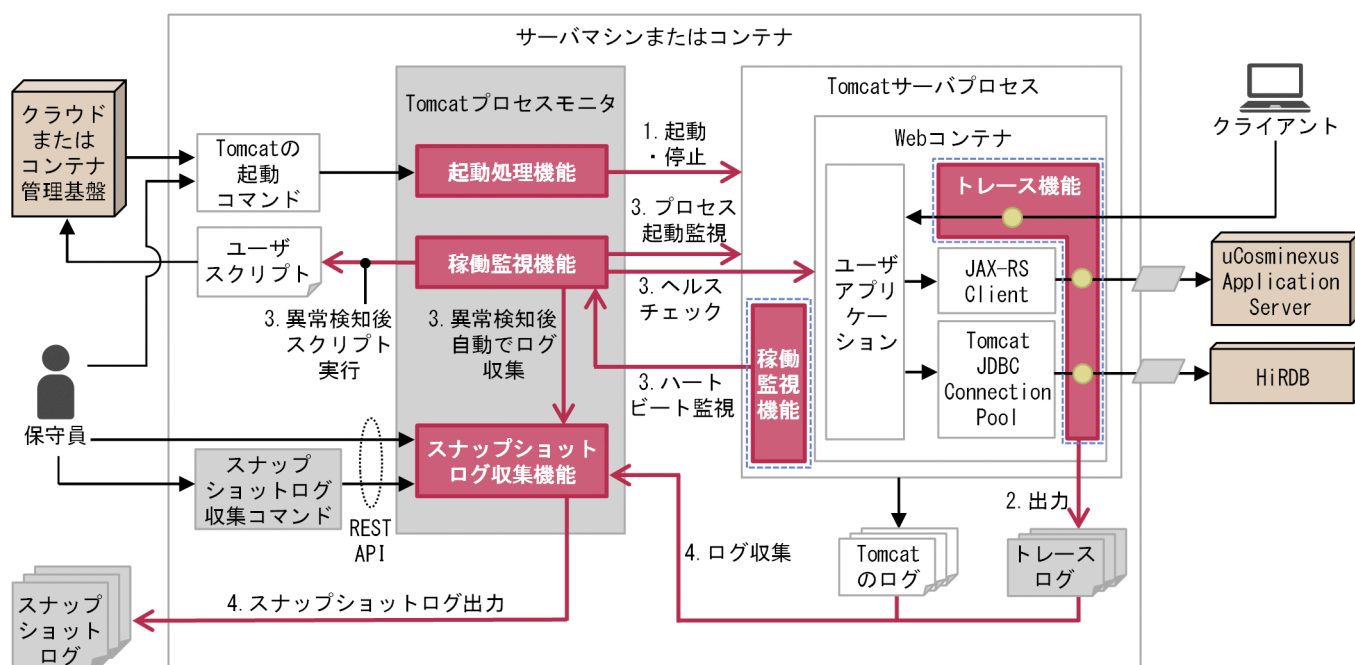 サーバマシンまたはコンテナ
クラウド
または
コンテナ
管理基盤
Tomcatの
起動
コマンド
ユーザ
スクリプト
3. 異常検知後
スクリプト
実行
保守員
スナップ
ショットログ
収集コマンド
REST
API
スナップ
ショット
ログ
Tomcatプロセスモニタ
起動処理機能
稼働監視機能
3. 異常検知後
自動でログ
収集
スナップショット
ログ収集機能
4. スナップショットログ出力
1. 起動
・停止
3. プロセス
起動監視
3. ヘルス
チェック
3. ハート
ビート監視
4. ログ収集
Tomcatサーバプロセス
Webコンテナ
稼働
監視
機能
ユーザ
アプリ
ケー
ション
トレース機能
JAX-RS
Client
Tomcat
JDBC
Connection
Pool
2. 出力
Tomcat
のログ
トレース
ログ
クライアント
uCosminexus
Application
Server
HiRDB